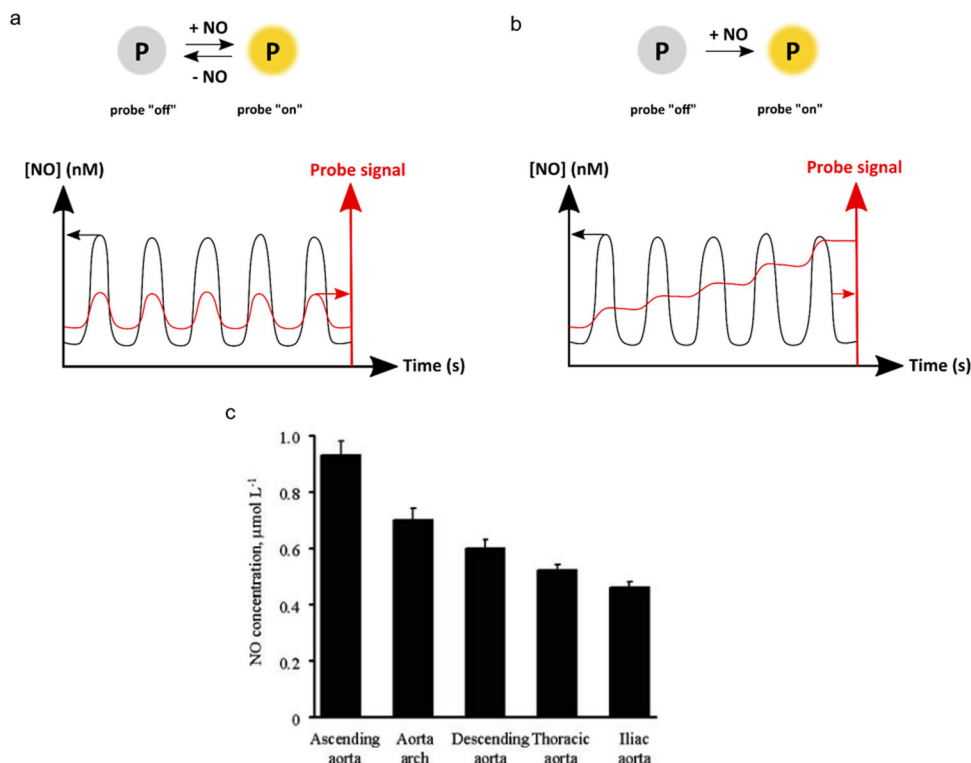 a
+ NO
P
P
- NO
probe "off"
probe "on"
[NO] (nM)
Probe signal
Time (s)
b
+ NO
P
P
probe "off"
probe "on"
[NO] (nM)
Probe signal
Time (s)
c
NO concentration, μmol L⁻¹
1.0
0.8
0.6
0.4
0.2
0
Ascending
aorta
Aorta
arch
Descending
aorta
Thoracic
aorta
Iliac
aorta